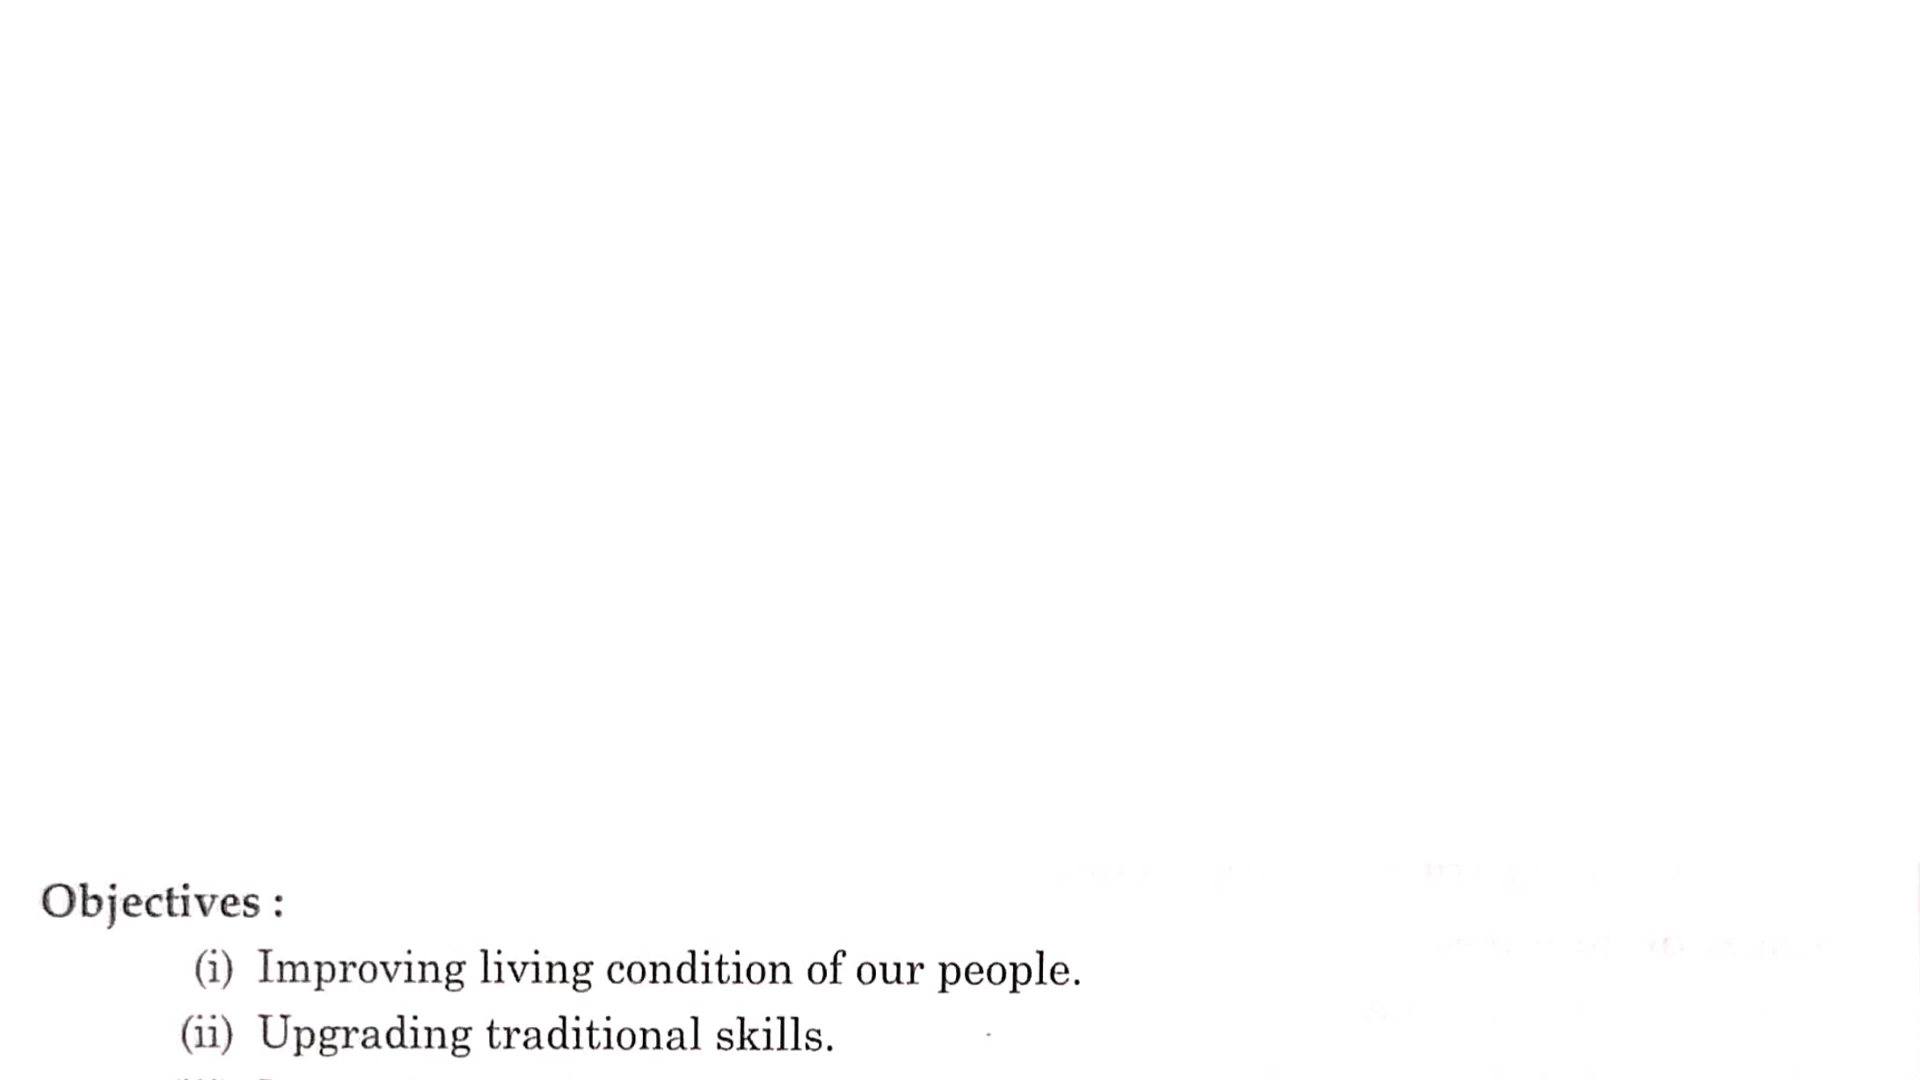 Objectives :
(i) Improving living condition of our people.
(ii) Upgrading traditional skills.